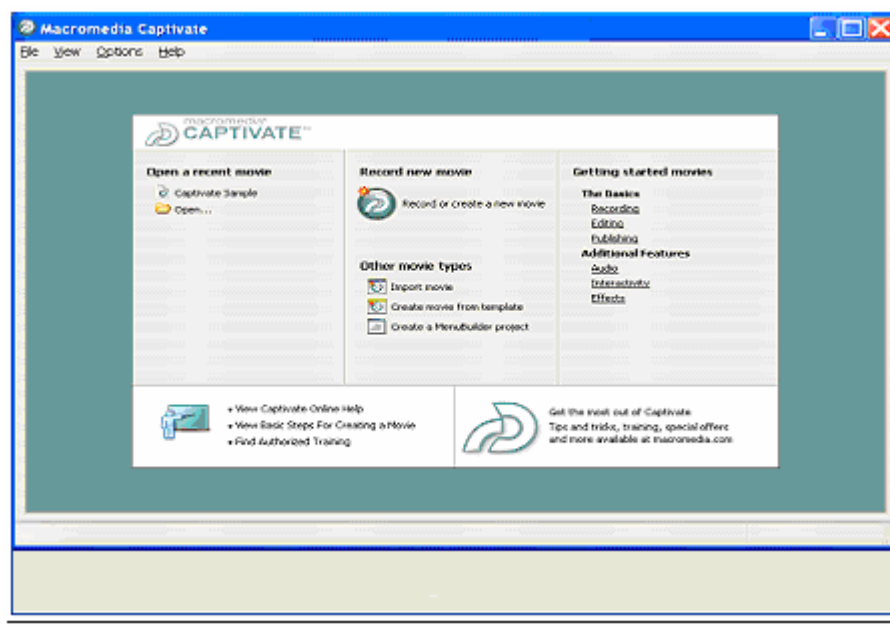 Macromedia Captivate
File View Options Help
macromedia
CAPTIVATE™
Open a recent movie
Captivate Sample
Open...
Record new movie
Record or create a new movie
Other movie types
Import movie
Create movie from template
Create a MenuBuilder project
Getting started movies
The Basics
Recording
Editing
Publishing
Additional Features
Audio
Interactivity
Effects
• View Captivate Online Help
• View Basic Steps For Creating a Movie
• Find Authorized Training
Get the most out of Captivate
Tips and tricks, training, special offers
and more available at macromedia.com